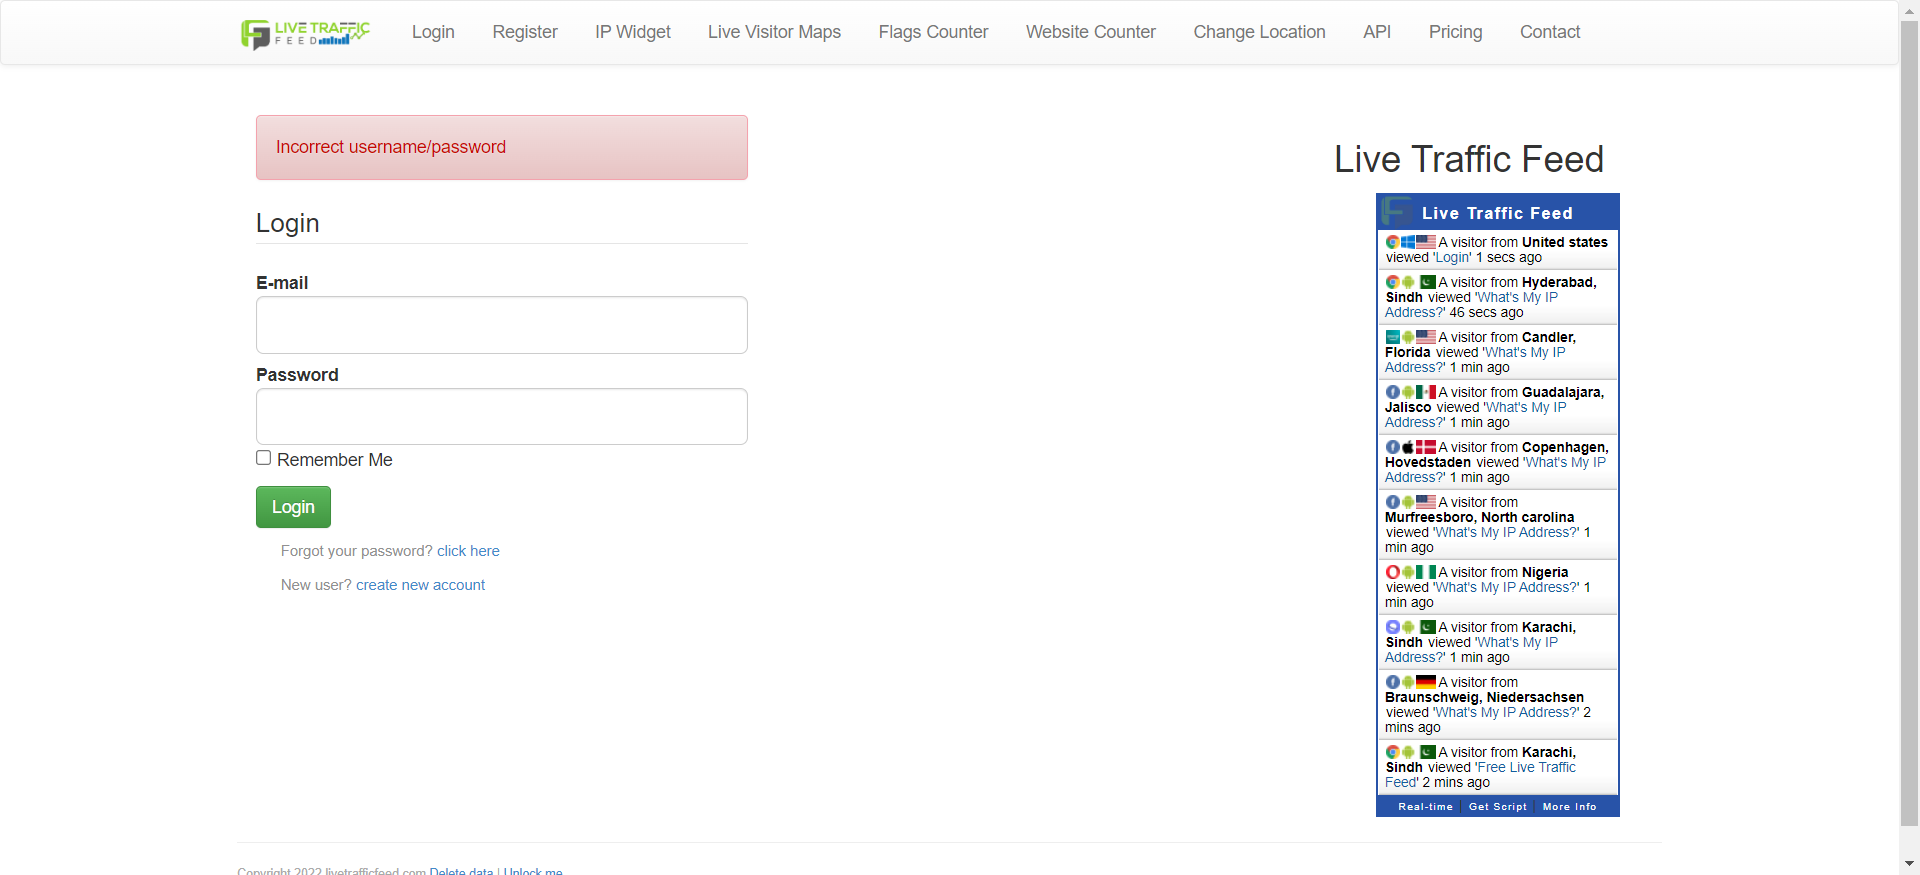 LIVE TRAFFIC
FEED
Login
Register
IP Widget
Live Visitor Maps
Flags Counter
Website Counter
Change Location
API
Pricing
Contact
Incorrect username/password
Login
E-mail
Password
Remember Me
Login
Forgot your password? click here
New user? create new account
Live Traffic Feed
Live Traffic Feed
A visitor from United states
viewed 'Login' 1 secs ago
A visitor from Hyderabad,
Sindh viewed 'What's My IP
Address?' 46 secs ago
A visitor from Candler,
Florida viewed 'What's My IP
Address?' 1 min ago
A visitor from Guadalajara,
Jalisco viewed 'What's My IP
Address?' 1 min ago
A visitor from Copenhagen,
Hovedstaden viewed 'What's My IP
Address?' 1 min ago
A visitor from
Murfreesboro, North carolina
viewed 'What's My IP Address?' 1
min ago
A visitor from Nigeria
viewed 'What's My IP Address?' 1
min ago
A visitor from Karachi,
Sindh viewed 'What's My IP
Address?' 1 min ago
A visitor from
Braunschweig, Niedersachsen
viewed 'What's My IP Address?' 2
mins ago
A visitor from Karachi,
Sindh viewed 'Free Live Traffic
Feed' 2 mins ago
Real-time | Get Script | More Info
Copyright 2022 livetrafficfeed.com Delete data | Unlock me